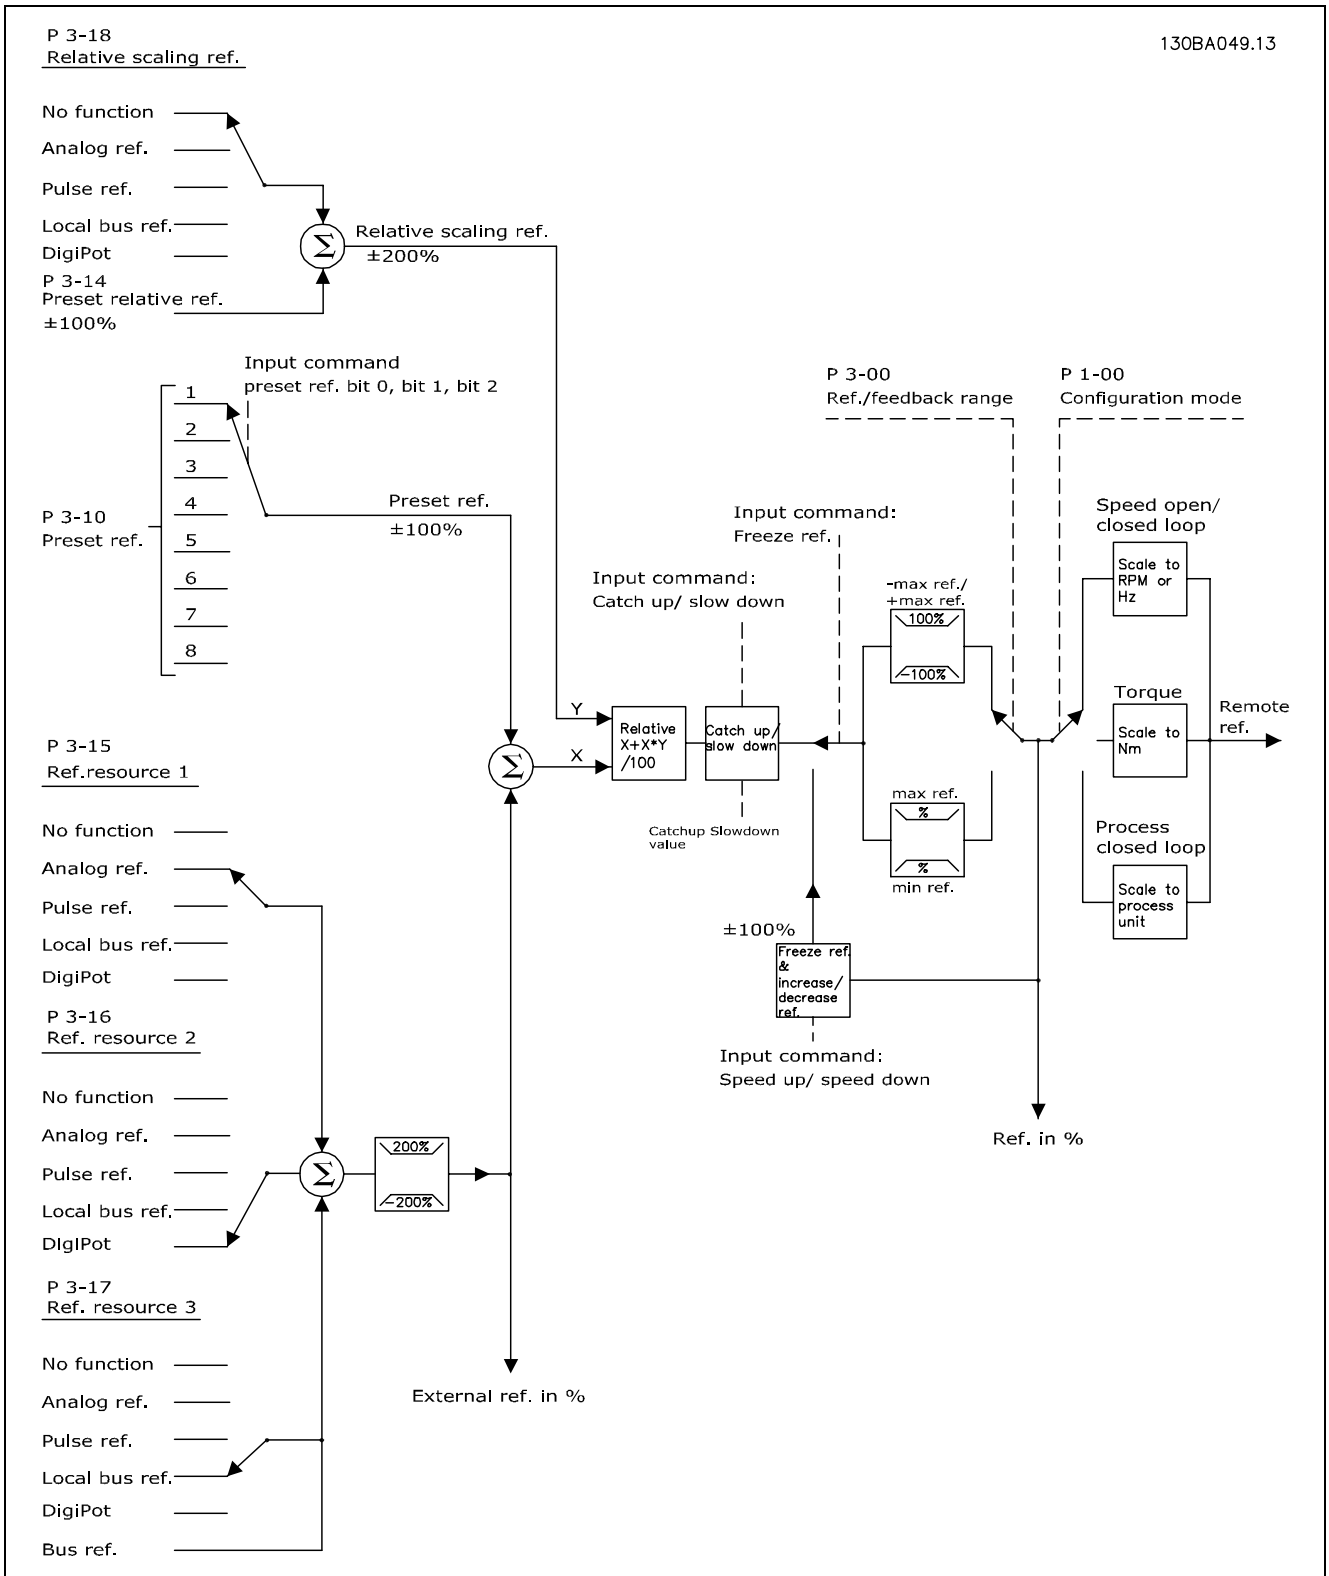 P 3-18
Relative scaling ref.
130BA049.13
No function
Analog ref.
Pulse ref.
Local bus ref.
DigiPot
Σ
Relative scaling ref.
±200%
P 3-14
Preset relative ref.
±100%
Input command
preset ref. bit 0, bit 1, bit 2
P 3-10
Preset ref.
1
2
3
4
5
6
7
8
Preset ref.
±100%
P 3-00
Ref./feedback range
P 1-00
Configuration mode
Input command:
Freeze ref.
Input command:
Catch up/ slow down
Speed open/
closed loop
Scale to
RPM or
Hz
-max ref./
+max ref.
100%
-100%
Y
X
Σ
Relative
X+X*Y
/100
Catch up/
slow down
Catchup Slowdown
value
Torque
Scale to
Nm
Remote
ref.
max ref.
%
%
min ref.
Process
closed loop
Scale to
process
unit
±100%
Freeze ref.
&
increase/
decrease
ref.
Input command:
Speed up/ speed down
Ref. in %
P 3-15
Ref.resource 1
No function
Analog ref.
Pulse ref.
Local bus ref.
DigiPot
P 3-16
Ref. resource 2
No function
Analog ref.
Pulse ref.
Local bus ref.
DIgIPot
Σ
200%
-200%
P 3-17
Ref. resource 3
No function
Analog ref.
Pulse ref.
Local bus ref.
DigiPot
Bus ref.
External ref. in %